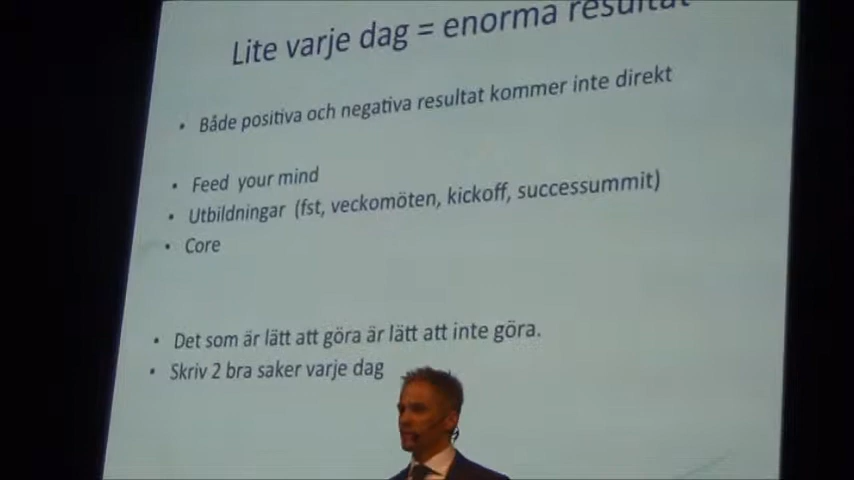 Lite varje dag = enorma resultat
• Både positiva och negativa resultat kommer inte direkt
• Feed your mind
• Utbildningar (fst, veckomöten, kickoff, successummit)
• Core
• Det som är lätt att göra är lätt att inte göra.
• Skriv 2 bra saker varje dag